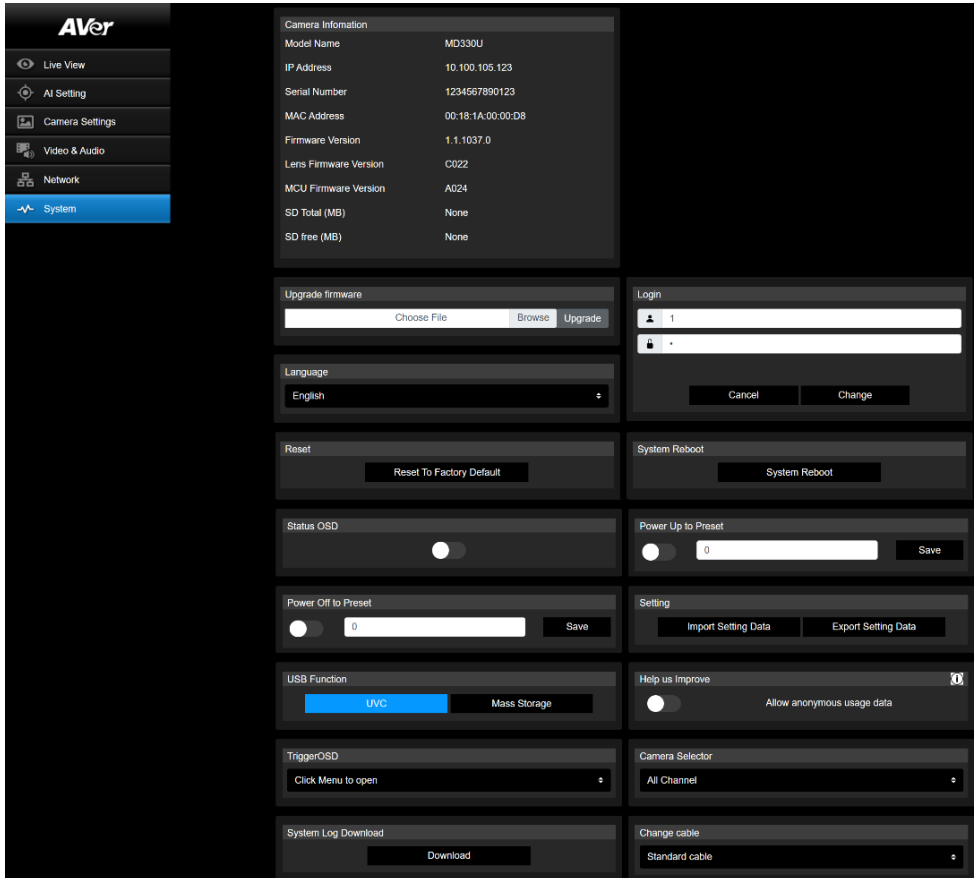 AVer
Live View
AI Setting
Camera Settings
Video & Audio
Network
System
Camera Infomation
Model Name MD330U
IP Address 10.100.105.123
Serial Number 1234567890123
MAC Address 00:18:1A:00:00:D8
Firmware Version 1.1.1037.0
Lens Firmware Version C022
MCU Firmware Version A024
SD Total (MB) None
SD free (MB) None
Upgrade firmware
Choose File Browse Upgrade
Login
1
*
Cancel Change
Language
English
Reset
Reset To Factory Default
System Reboot
System Reboot
Status OSD
Power Up to Preset
0 Save
Power Off to Preset
0 Save
Setting
Import Setting Data Export Setting Data
USB Function
UVC Mass Storage
Help us Improve
Allow anonymous usage data
TriggerOSD
Click Menu to open
Camera Selector
All Channel
System Log Download
Download
Change cable
Standard cable